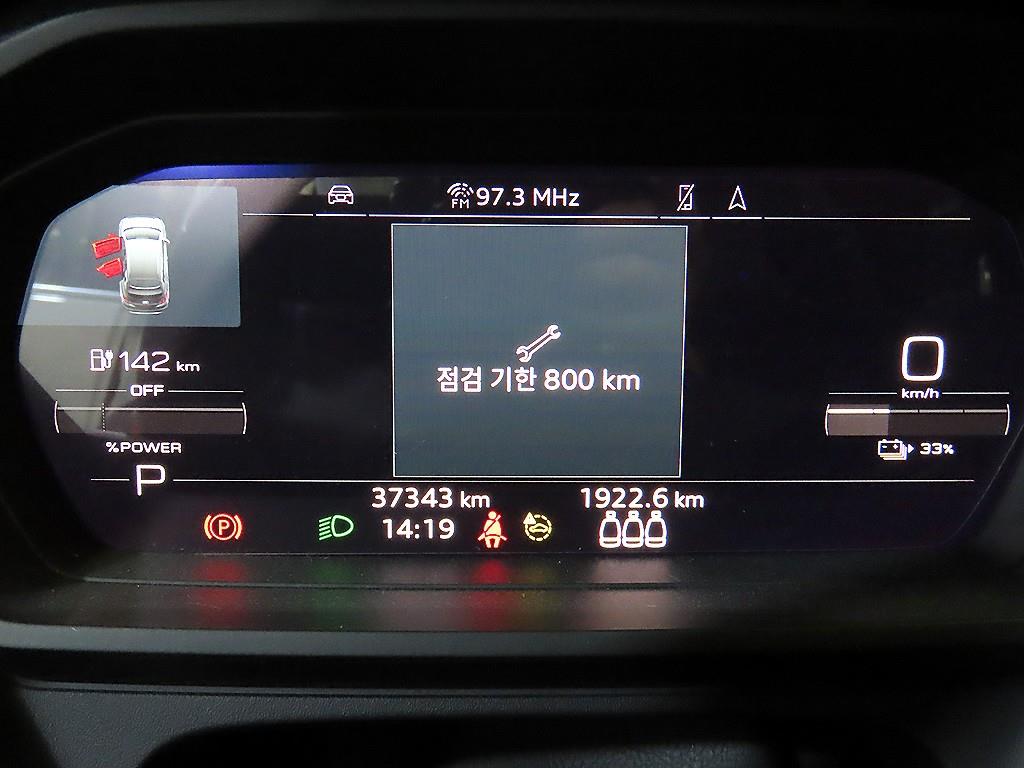 FM 97.3 MHz
142 km
OFF
%POWER
P
점검 기한 800 km
0
km/h
33%
37343 km
1922.6 km
P
14:19